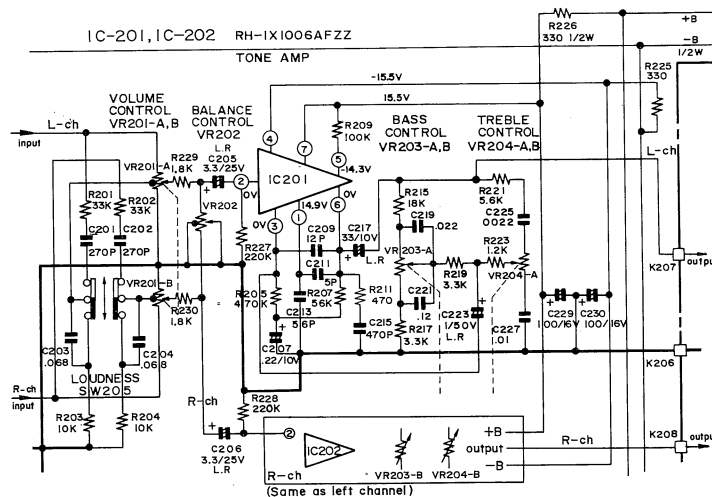 IC-201, IC-202 RH-1X1006AFZZ
TONE AMP
R226
330 1/2W
+B
-B
1/2W
R225
330
-15.5V
15.5V
L-ch
input
VOLUME
CONTROL
VR201-A,B
BALANCE
CONTROL
VR202
L.R
C205
3.3/25V
R229
1.8K
VR201-A
4
7
R209
100K
5
-14.3V
BASS
CONTROL
VR203-A,B
TREBLE
CONTROL
VR204-A,B
L-ch
2
IC201
0V
0V
0V
14.9V
3
1
6
R201
33K
R202
33K
C201
270P
C202
270P
VR202
R227
220K
C209
12P
C217
33/10V
L.R
C211
5P
R215
18K
C219
.022
VR203-A
R221
5.6K
C225
.0022
R223
1.2K
VR204-A
K207
output
VR201-B
R230
1.8K
R205
470K
R207
56K
C213
56P
R211
470
C215
470P
C207
.22/10V
C221
.12
R217
3.3K
R219
3.3K
C223
1/50V
L.R
C227
.01
C229
100/16V
C230
100/16V
C203
.068
C204
.068
LOUDNESS
SW205
K206
R-ch
input
R203
10K
R204
10K
R-ch
R228
220K
C206
3.3/25V
L.R
2
IC202
VR203-B
VR204-B
+B
output
-B
R-ch
R-ch
K208
output
(Same as left channel)